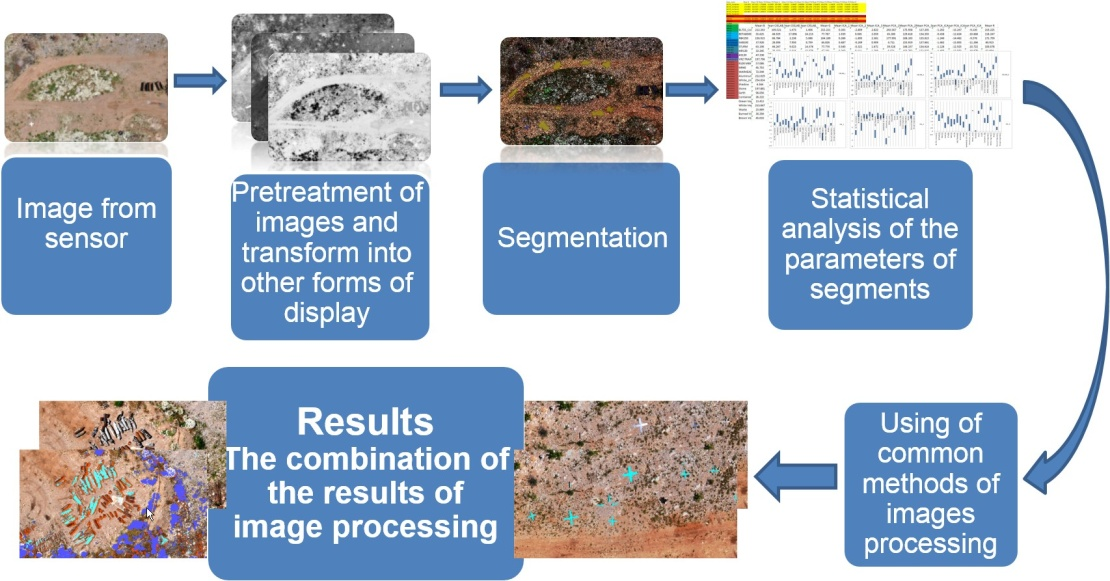 Image from
sensor
Pretreatment of
images and
transform into
other forms of
display
Segmentation
Statistical
analysis of the
parameters of
segments
Using of
common
methods of
images
processing
Results
The combination of
the results of
image processing